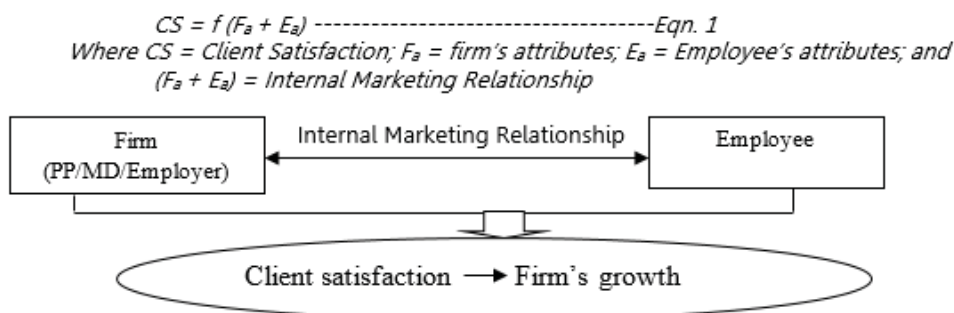 CS = f (Fₐ + Eₐ) -----------------------------------Eqn. 1
Where CS = Client Satisfaction; Fₐ = firm's attributes; Eₐ = Employee's attributes; and
(Fₐ + Eₐ) = Internal Marketing Relationship
Firm
(PP/MD/Employer)
Internal Marketing Relationship
Employee
Client satisfaction → Firm's growth